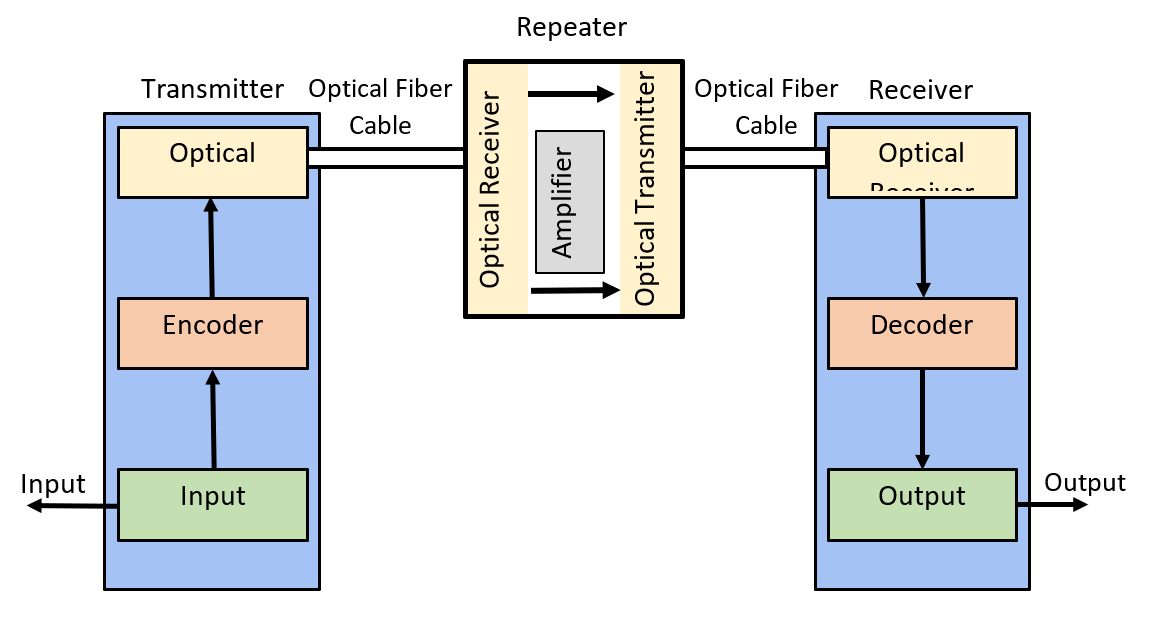 Repeater
Transmitter
Optical Fiber
Cable
Optical Fiber
Cable
Receiver
Optical
Optical Receiver
Amplifier
Optical Transmitter
Optical
Receiver
Encoder
Decoder
Input
Input
Output
Output